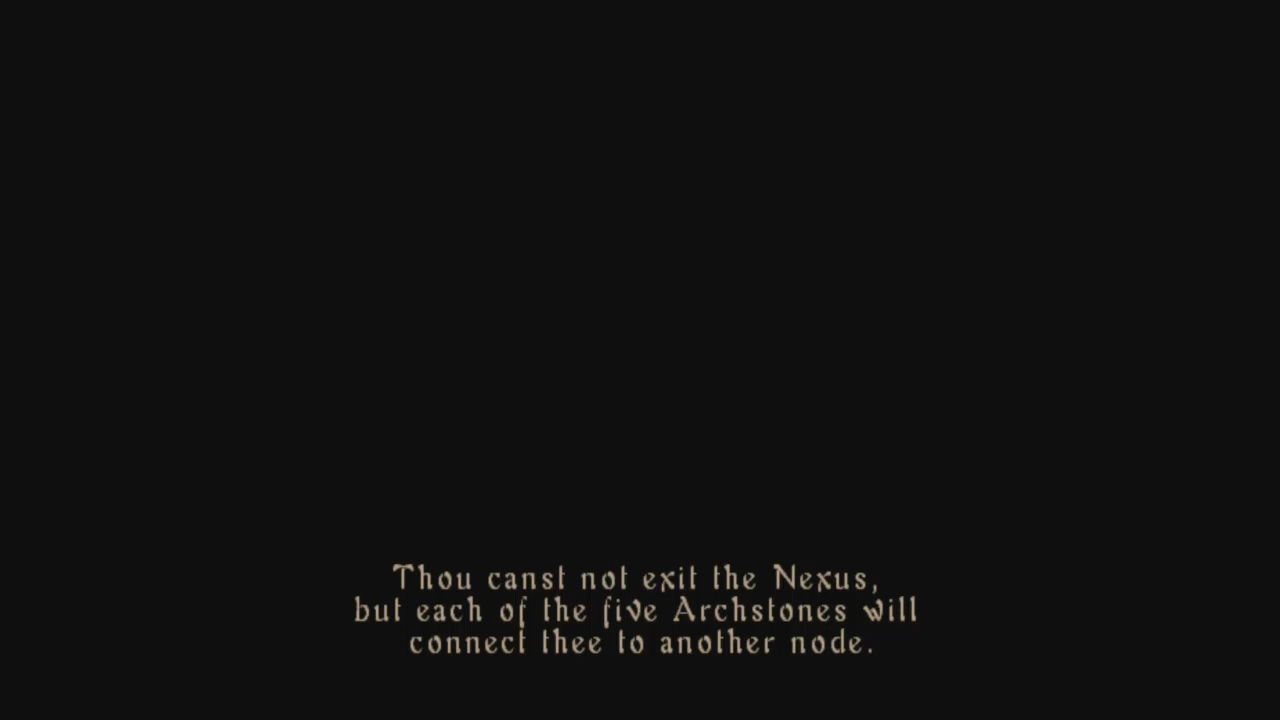 Thou canst not exit the Nexus,
but each of the five Archstones will
connect thee to another node.